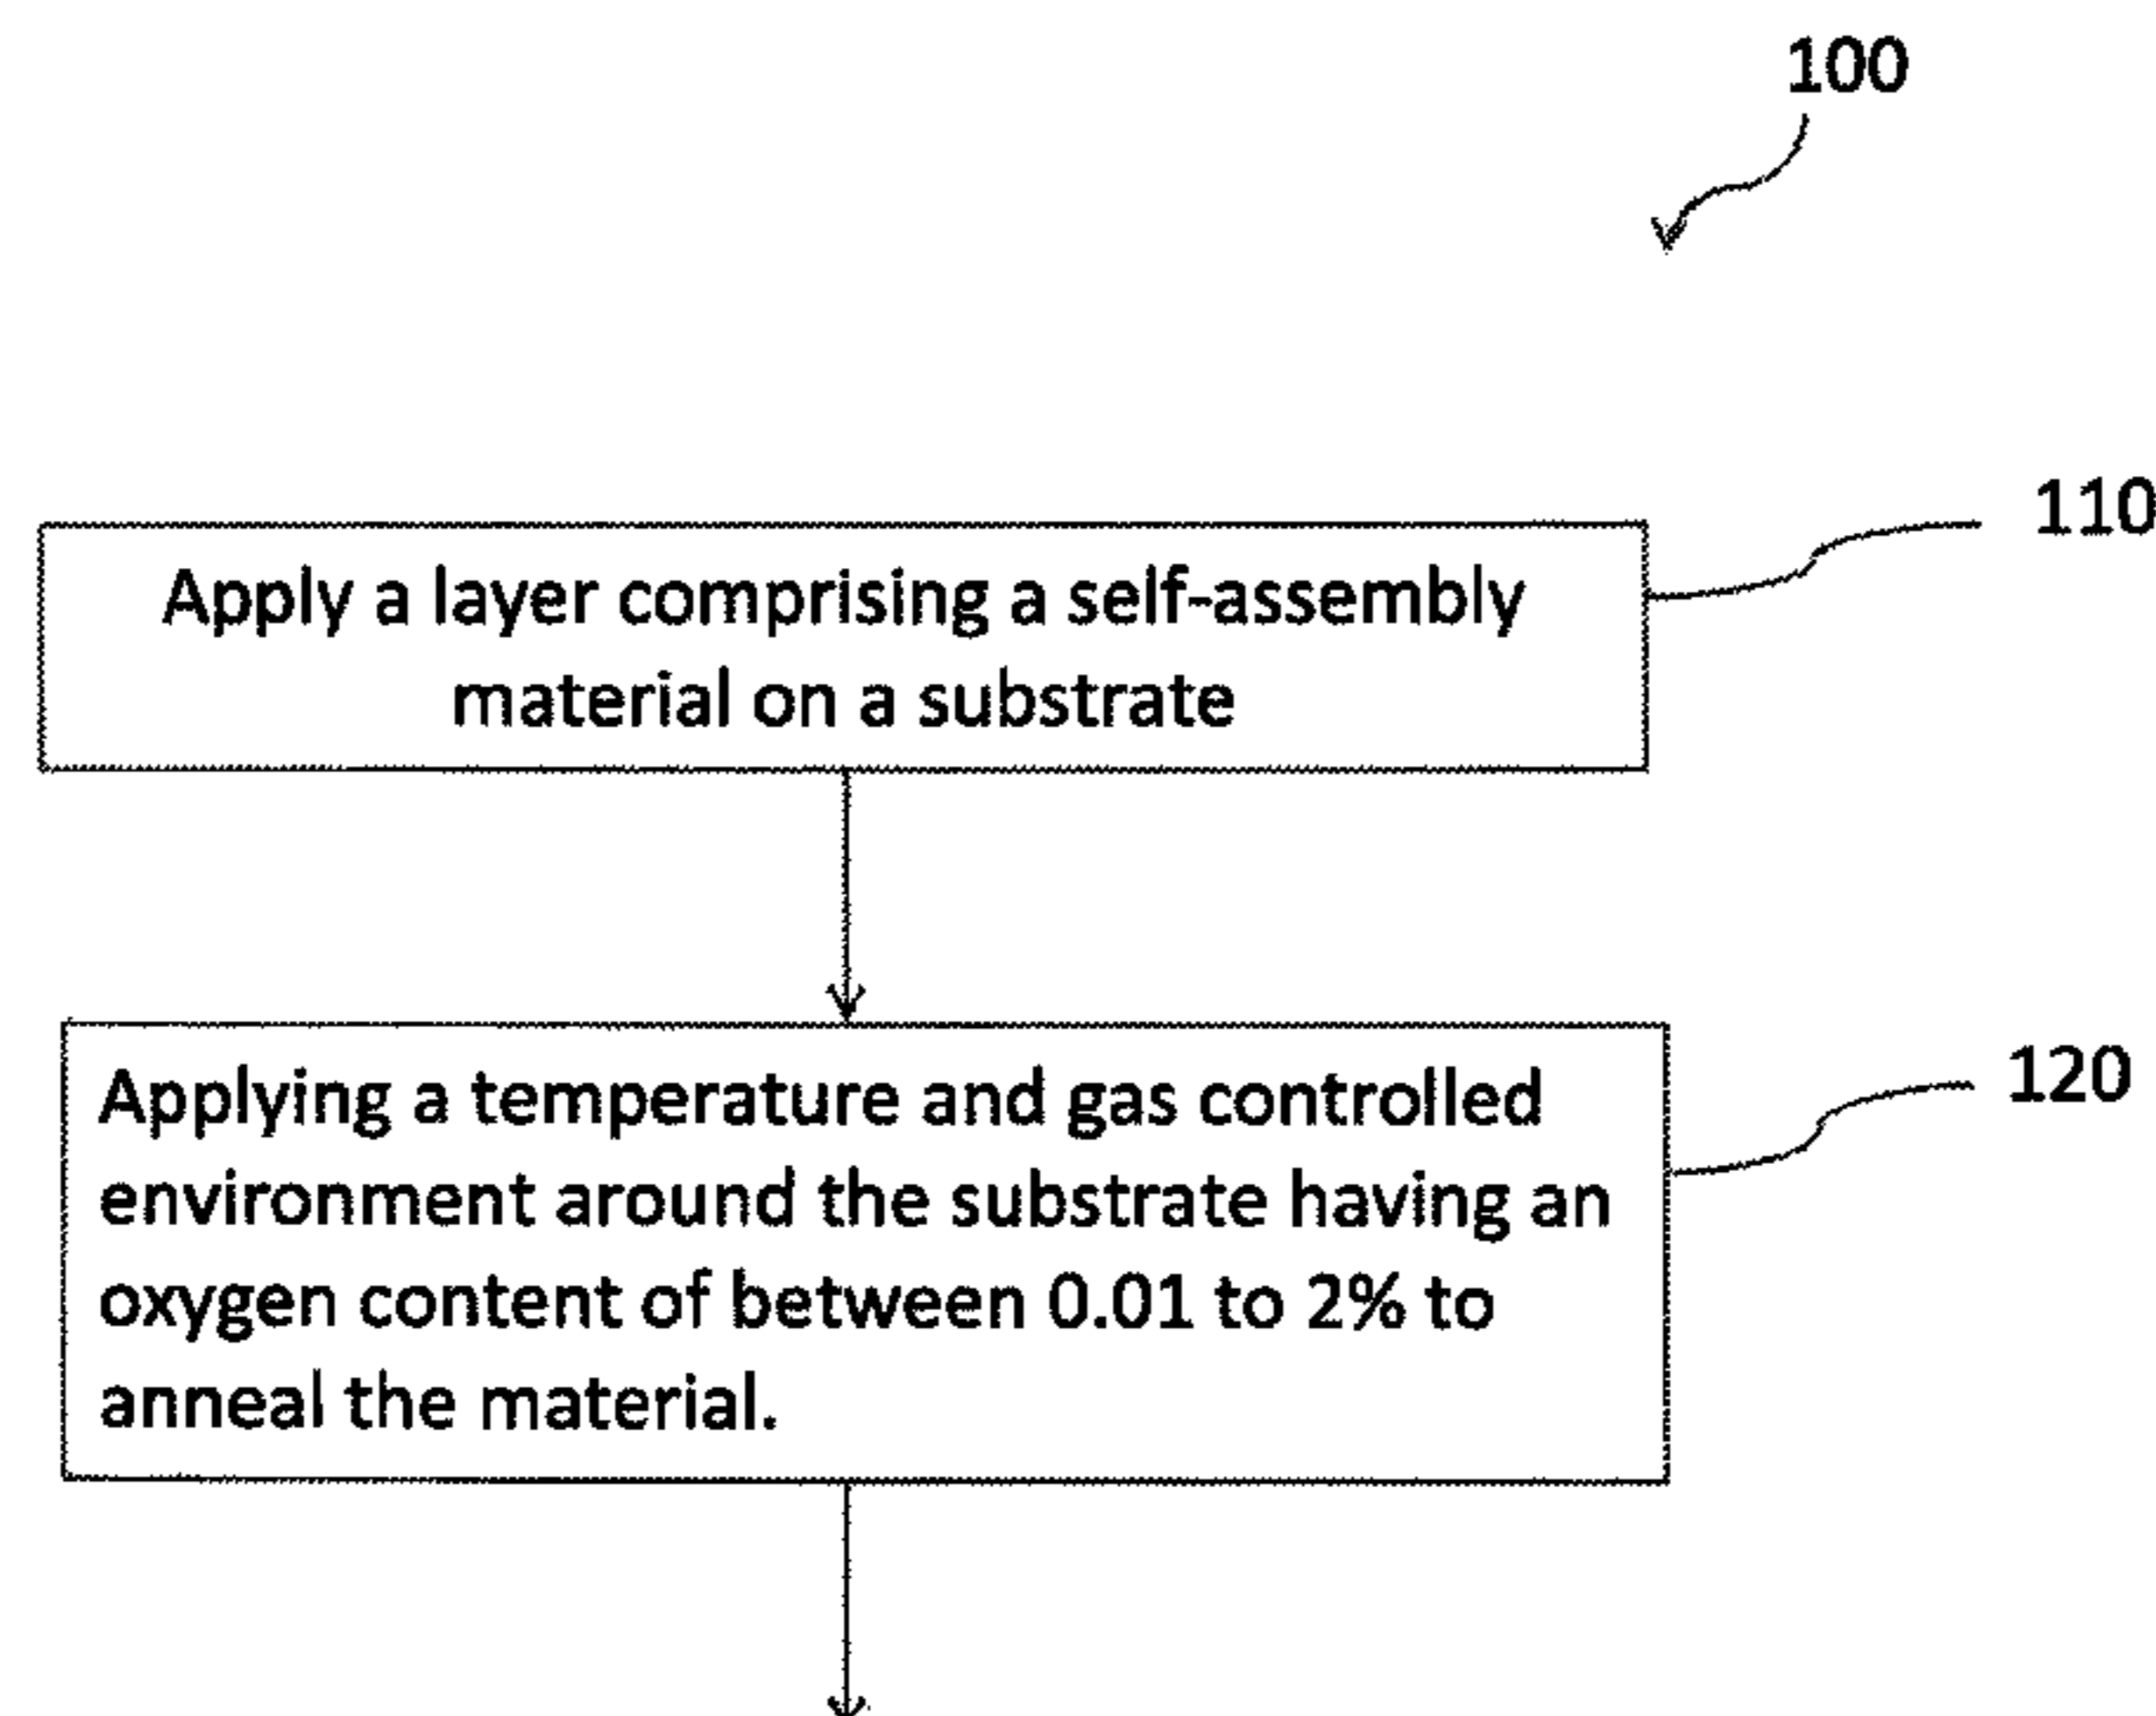 100
110
Apply a layer comprising a self-assembly
material on a substrate
120
Applying a temperature and gas controlled
environment around the substrate having an
oxygen content of between 0.01 to 2% to
anneal the material.